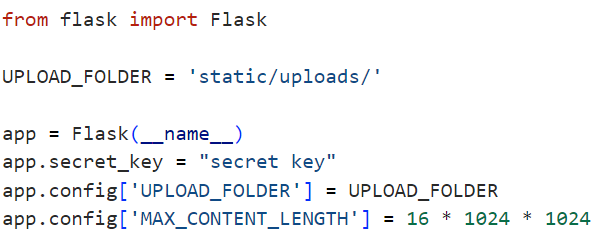 from flask import Flask
UPLOAD_FOLDER = 'static/uploads/'
app = Flask(__name__)
app.secret_key = "secret key"
app.config['UPLOAD_FOLDER'] = UPLOAD_FOLDER
app.config['MAX_CONTENT_LENGTH'] = 16 * 1024 * 1024